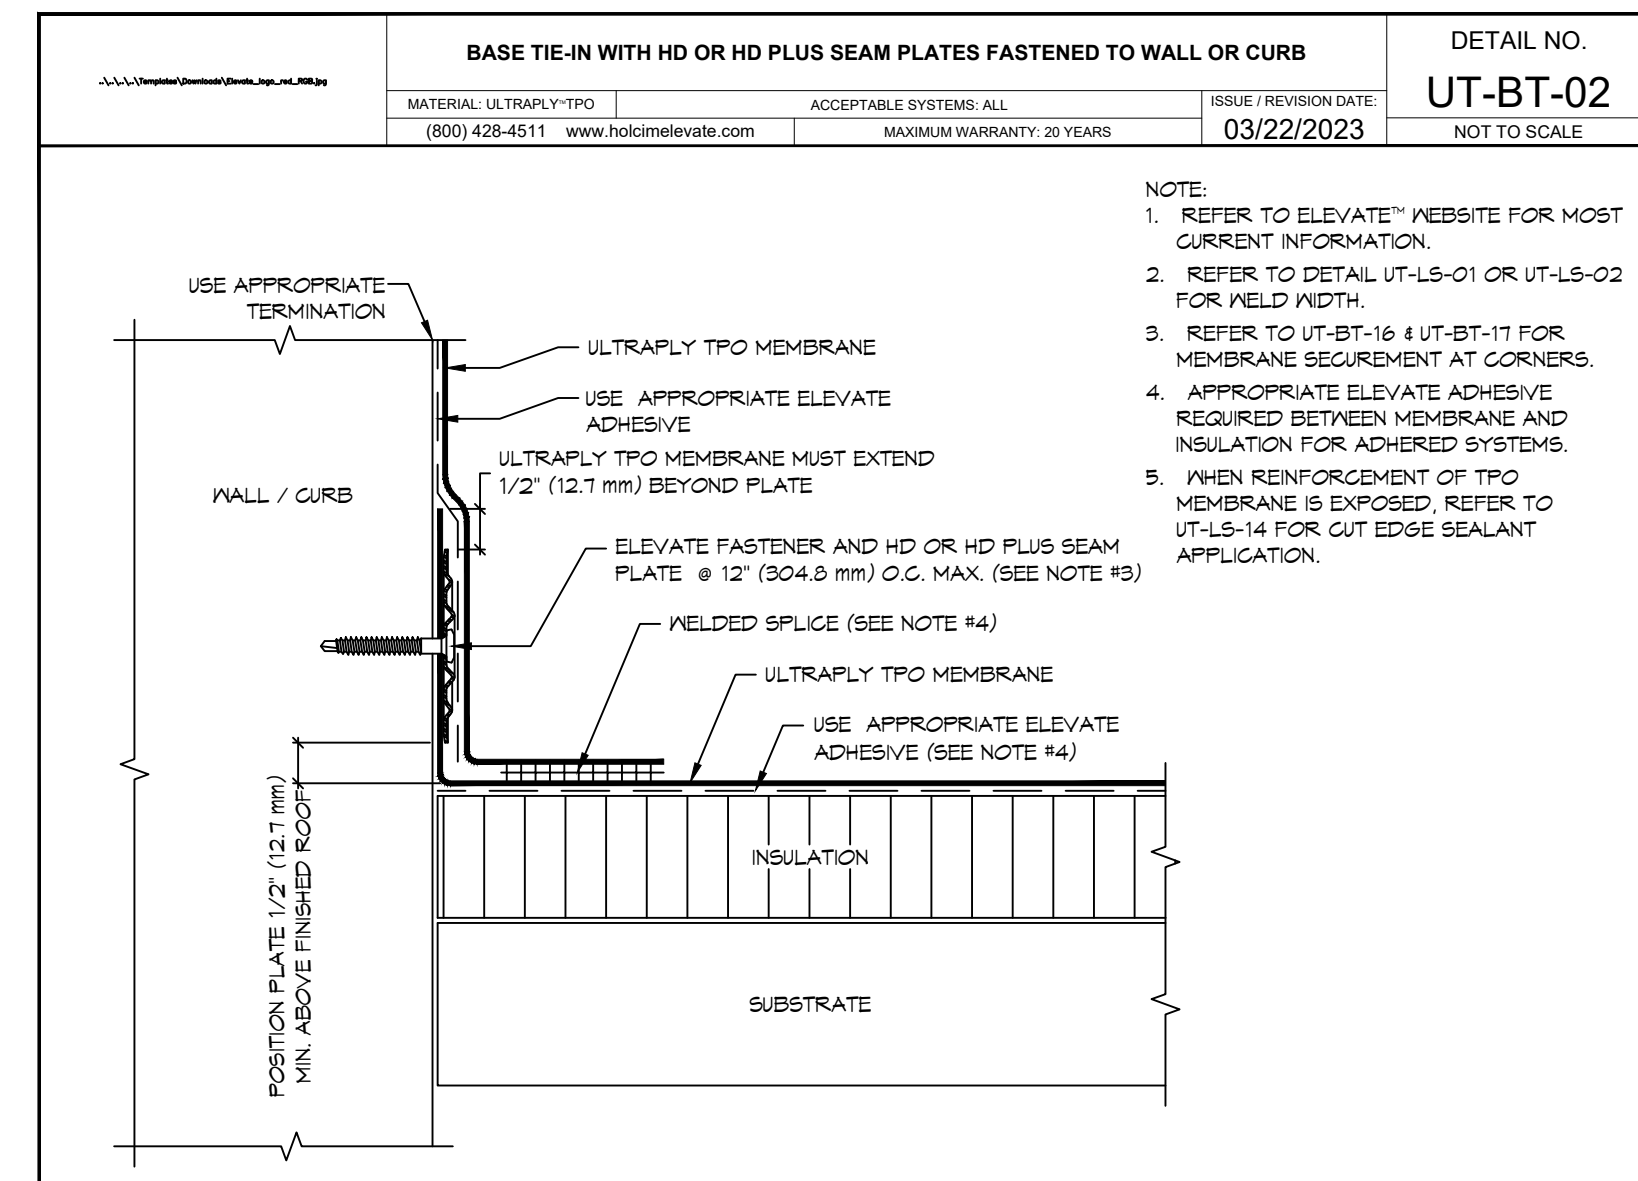 ..\..\..\..\Templates\Downloads\Elevate_logo_red_RGB.jpg
BASE TIE-IN WITH HD OR HD PLUS SEAM PLATES FASTENED TO WALL OR CURB
MATERIAL: ULTRAPLY™TPO
ACCEPTABLE SYSTEMS: ALL
(800) 428-4511 www.holcimelevate.com
MAXIMUM WARRANTY: 20 YEARS
ISSUE / REVISION DATE:
03/22/2023
DETAIL NO.
UT-BT-02
NOT TO SCALE
NOTE:
1. REFER TO ELEVATE™ WEBSITE FOR MOST
CURRENT INFORMATION.
2. REFER TO DETAIL UT-LS-01 OR UT-LS-02
FOR WELD WIDTH.
3. REFER TO UT-BT-16 & UT-BT-17 FOR
MEMBRANE SECUREMENT AT CORNERS.
4. APPROPRIATE ELEVATE ADHESIVE
REQUIRED BETWEEN MEMBRANE AND
INSULATION FOR ADHERED SYSTEMS.
5. WHEN REINFORCEMENT OF TPO
MEMBRANE IS EXPOSED, REFER TO
UT-LS-14 FOR CUT EDGE SEALANT
APPLICATION.
USE APPROPRIATE
TERMINATION
ULTRAPLY TPO MEMBRANE
USE APPROPRIATE ELEVATE
ADHESIVE
ULTRAPLY TPO MEMBRANE MUST EXTEND
1/2" (12.7 mm) BEYOND PLATE
WALL / CURB
ELEVATE FASTENER AND HD OR HD PLUS SEAM
PLATE @ 12" (304.8 mm) O.C. MAX. (SEE NOTE #3)
WELDED SPLICE (SEE NOTE #4)
ULTRAPLY TPO MEMBRANE
USE APPROPRIATE ELEVATE
ADHESIVE (SEE NOTE #4)
POSITION PLATE 1/2" (12.7 mm)
MIN. ABOVE FINISHED ROOF
INSULATION
SUBSTRATE